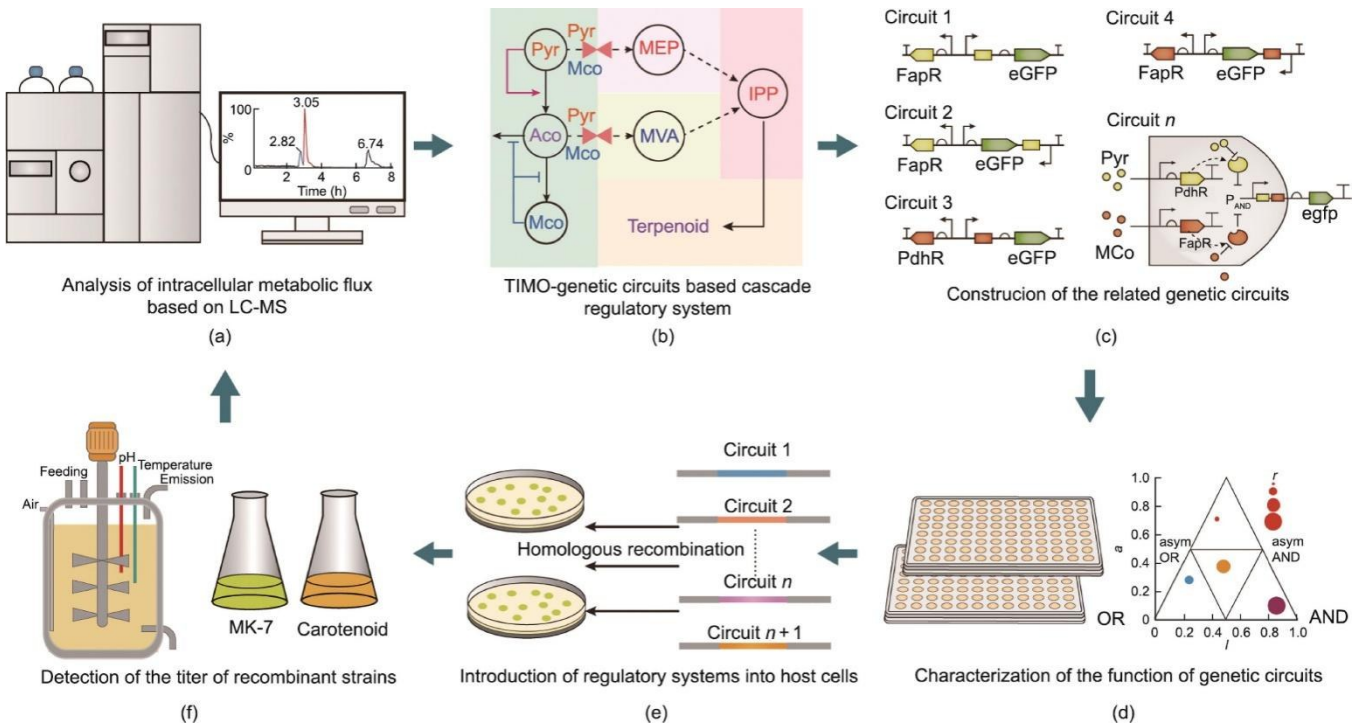 100
%
0
3.05
2.82
6.74
0 2 4 6 8
Time (h)
Analysis of intracellular metabolic flux
based on LC-MS
(a)
Pyr
Pyr
Mco
MEP
IPP
Aco
Pyr
Mco
MVA
Mco
Terpenoid
TIMO-genetic circuits based cascade
regulatory system
(b)
Circuit 1
FapR eGFP
Circuit 2
FapR eGFP
Circuit 3
PdhR eGFP
Circuit 4
FapR eGFP
Circuit n
Pyr
PdhR
PAND
egfp
MCo
FapR
Construcion of the related genetic circuits
(c)
Feeding
pH
Temperature
Emission
Air
MK-7
Carotenoid
Detection of the titer of recombinant strains
(f)
Circuit 1
Circuit 2
Homologous recombination
Circuit n
Circuit n + 1
Introduction of regulatory systems into host cells
(e)
1.0
0.8
0.6
0.4
0.2
0
a
r
asym
OR
asym
AND
OR
AND
0 0.2 0.4 0.6 0.8 1.0
l
Characterization of the function of genetic circuits
(d)